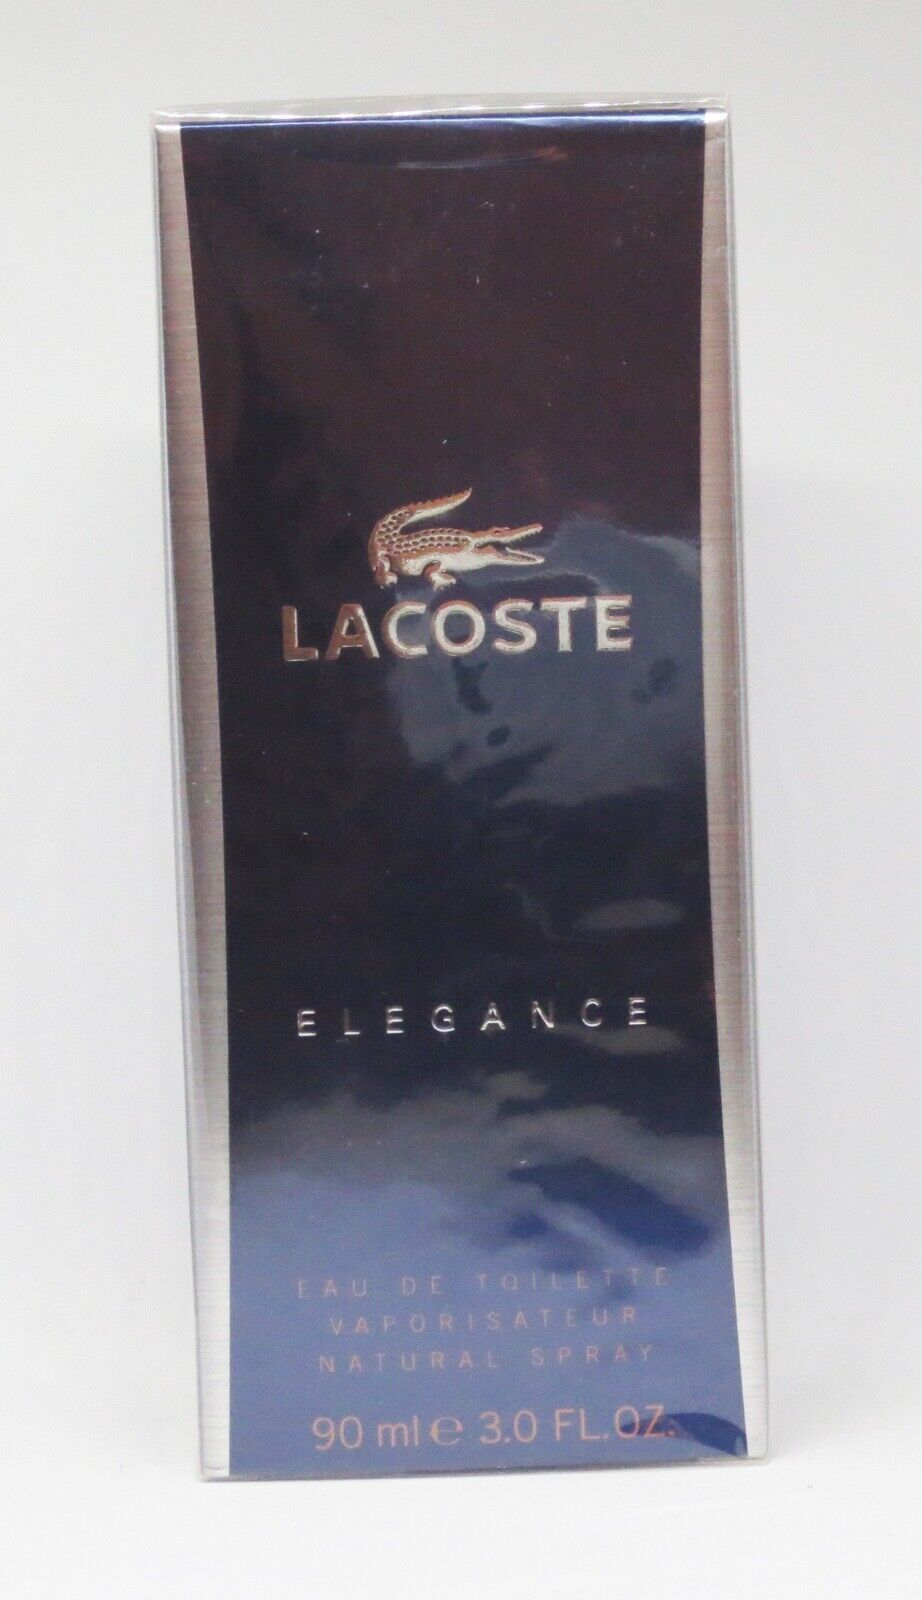 LACOSTE
ELEGANCE
EAU DE TOILETTE
VAPORISATEUR
NATURAL SPRAY
90 ml ℮ 3.0 FL.OZ.